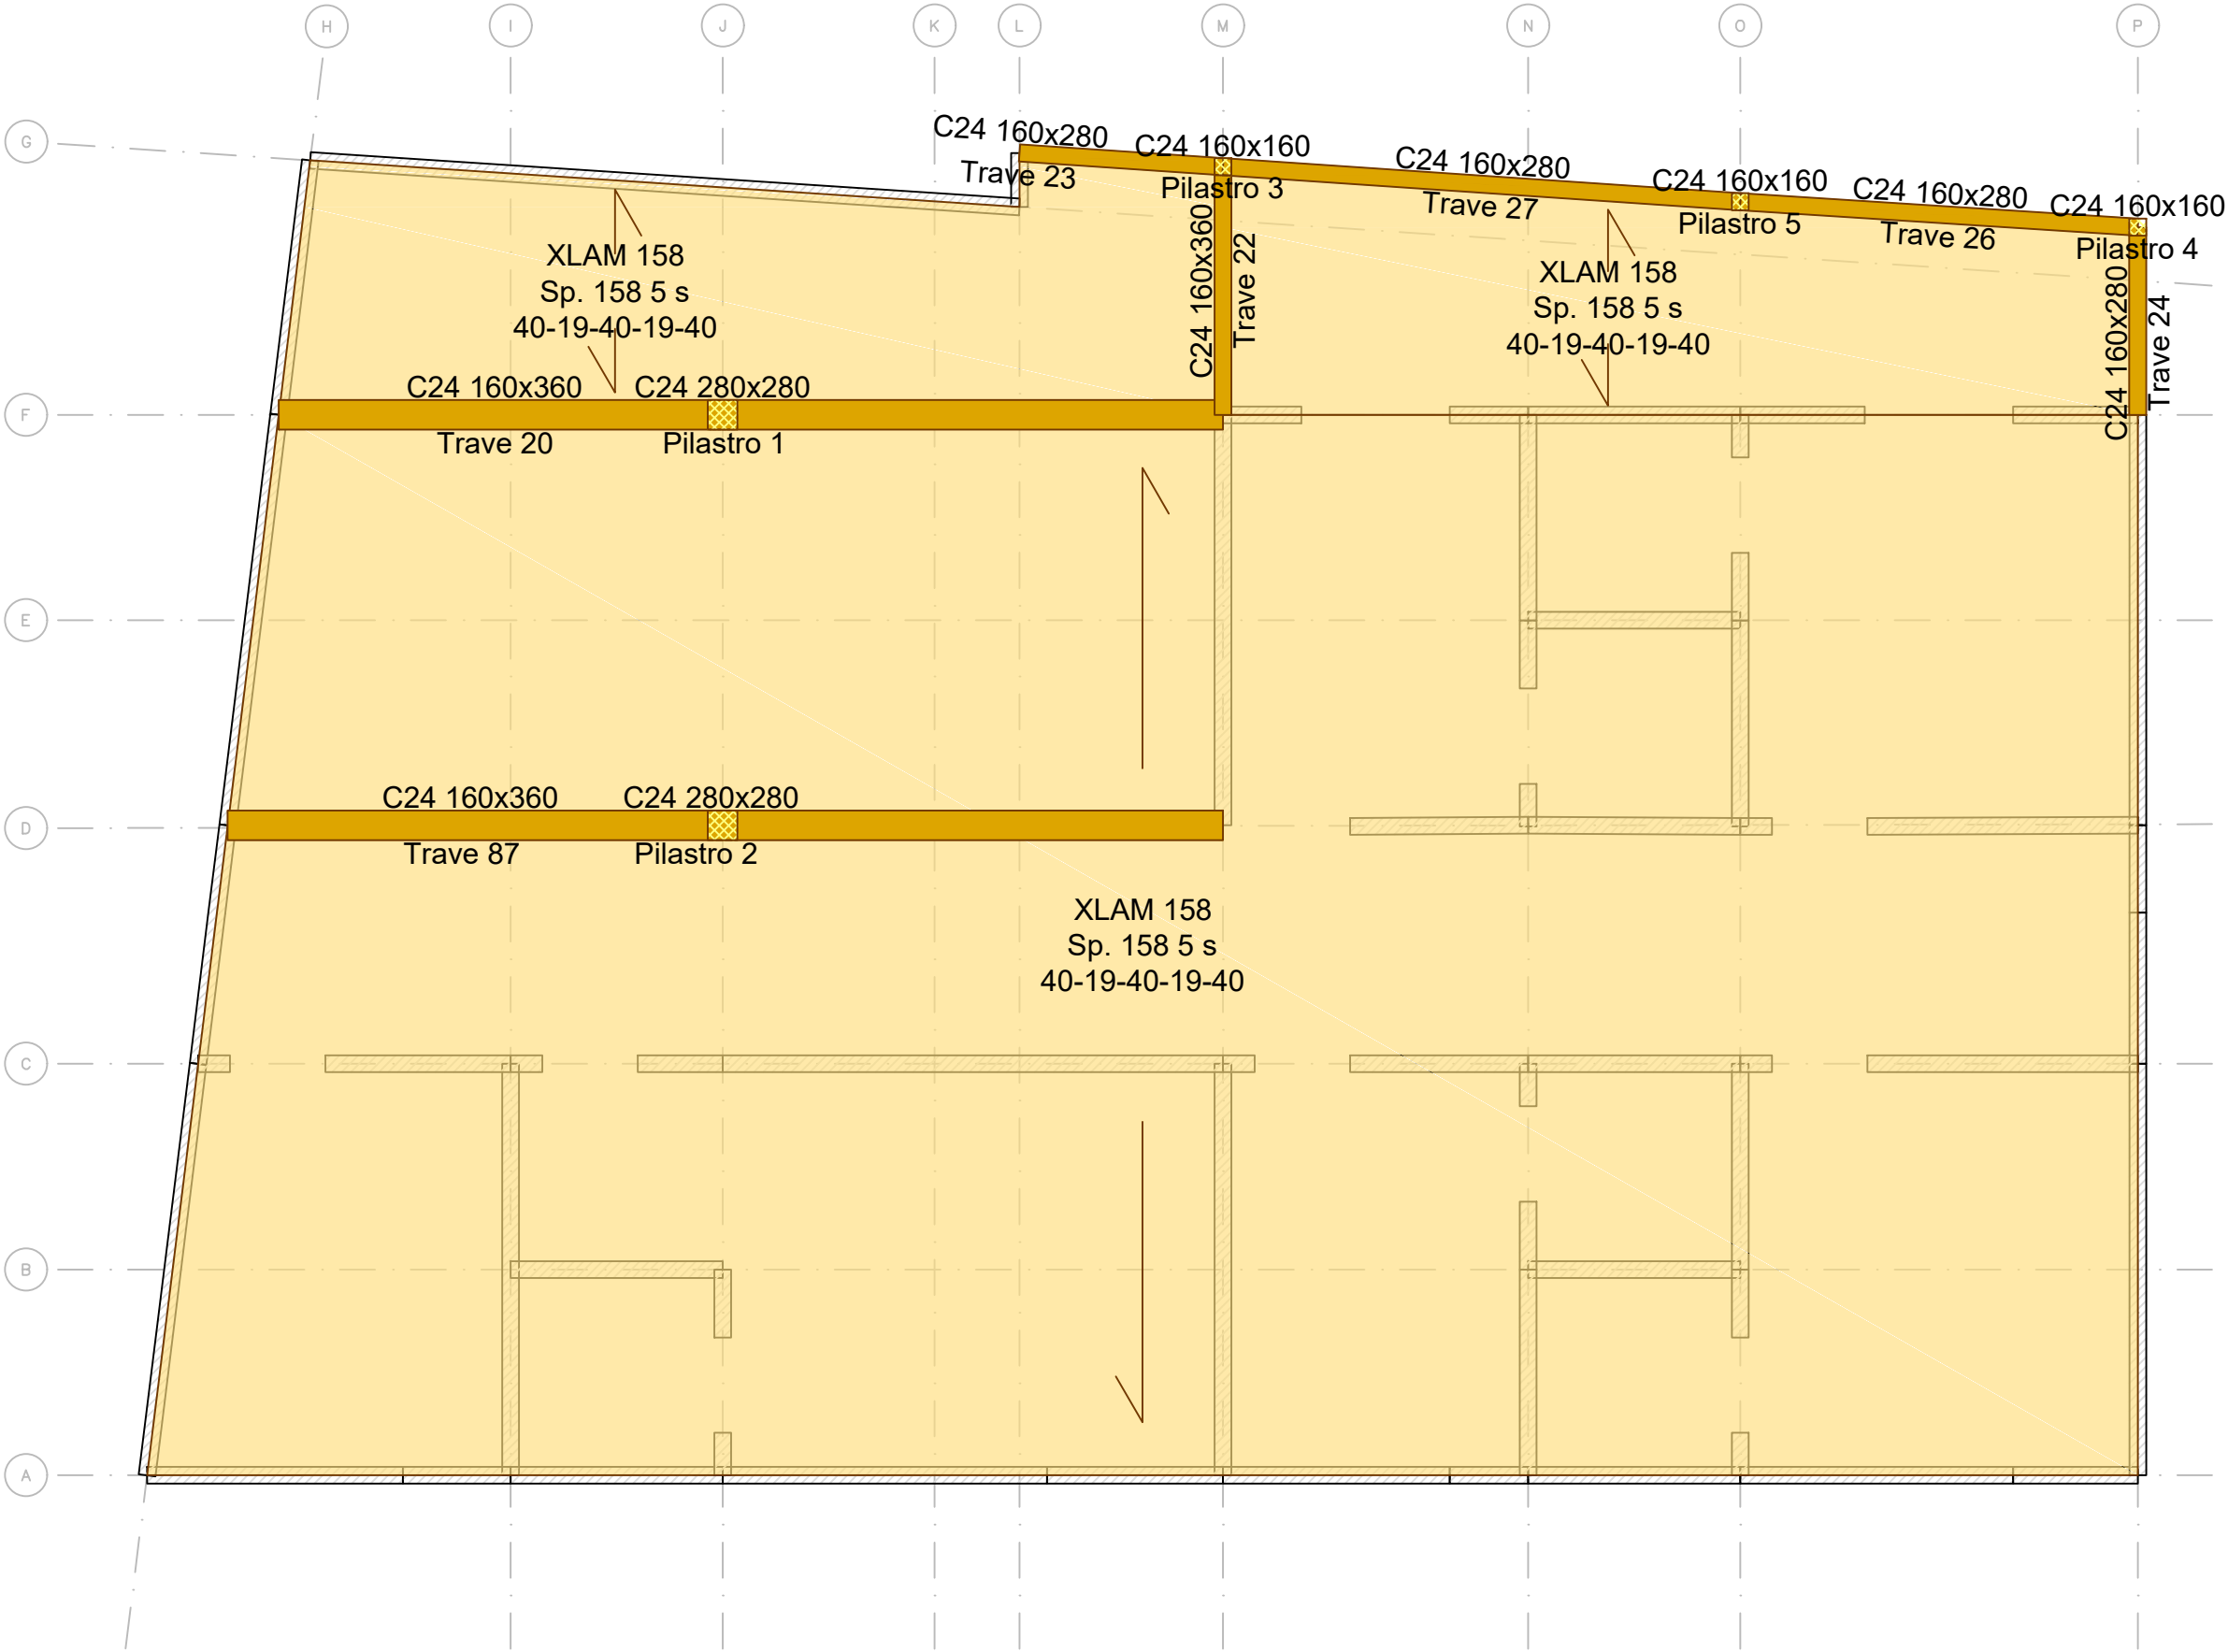 H
I
J
K
L
M
N
O
P
G
C24 160x280
Trave 23
C24 160x160
Pilastro 3
C24 160x280
Trave 27
C24 160x160
Pilastro 5
C24 160x280
Trave 26
C24 160x160
Pilastro 4
XLAM 158
Sp. 158 5 s
40-19-40-19-40
C24 160x360
Trave 22
XLAM 158
Sp. 158 5 s
40-19-40-19-40
C24 160x280
Trave 24
F
C24 160x360
Trave 20
C24 280x280
Pilastro 1
E
D
C24 160x360
Trave 87
C24 280x280
Pilastro 2
XLAM 158
Sp. 158 5 s
40-19-40-19-40
C
B
A